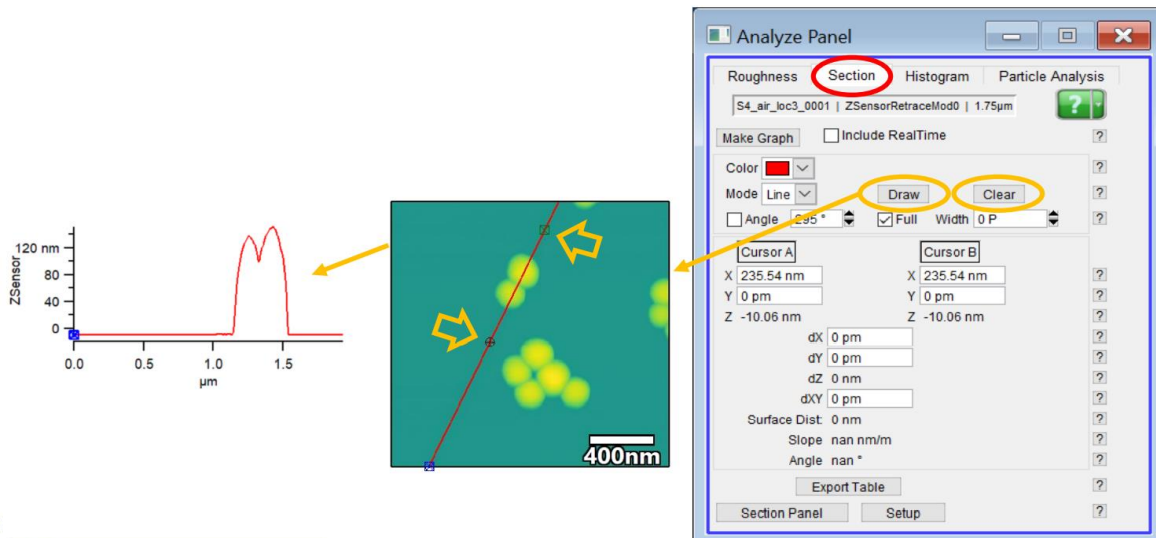 Analyze Panel
Roughness Section Histogram Particle Analysis
S4_air_loc3_0001 | ZSensorRetraceMod0 | 1.75µm ?
Make Graph Include RealTime ?
Color ?
Mode Line Draw Clear ?
Angle 295 ° Full Width 0 P ?
Cursor A Cursor B
X 235.54 nm X 235.54 nm ?
Y 0 pm Y 0 pm ?
Z -10.06 nm Z -10.06 nm ?
dX 0 pm ?
dY 0 pm ?
dZ 0 nm ?
dXY 0 pm ?
Surface Dist: 0 nm ?
Slope nan nm/m ?
Angle nan ° ?
Export Table ?
Section Panel Setup ?
ZSensor
120 nm
80
40
0
0.0 0.5 1.0 1.5
µm
400nm